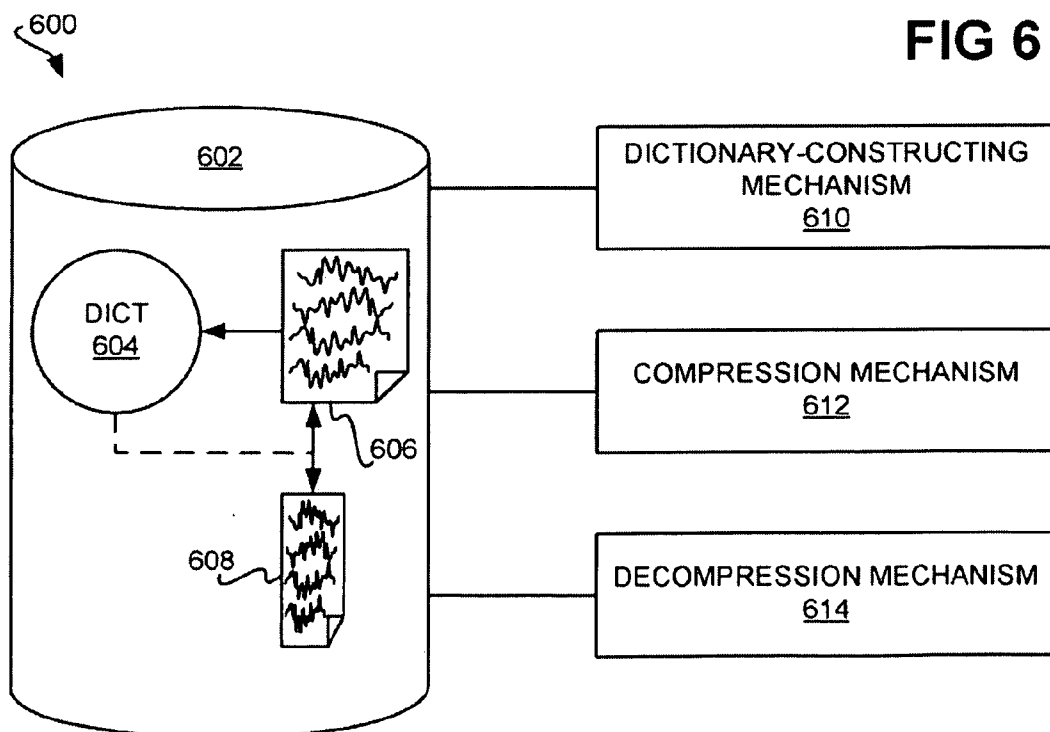 600
FIG 6
602
DICTIONARY-CONSTRUCTING
MECHANISM
610
DICT
604
606
COMPRESSION MECHANISM
612
608
DECOMPRESSION MECHANISM
614